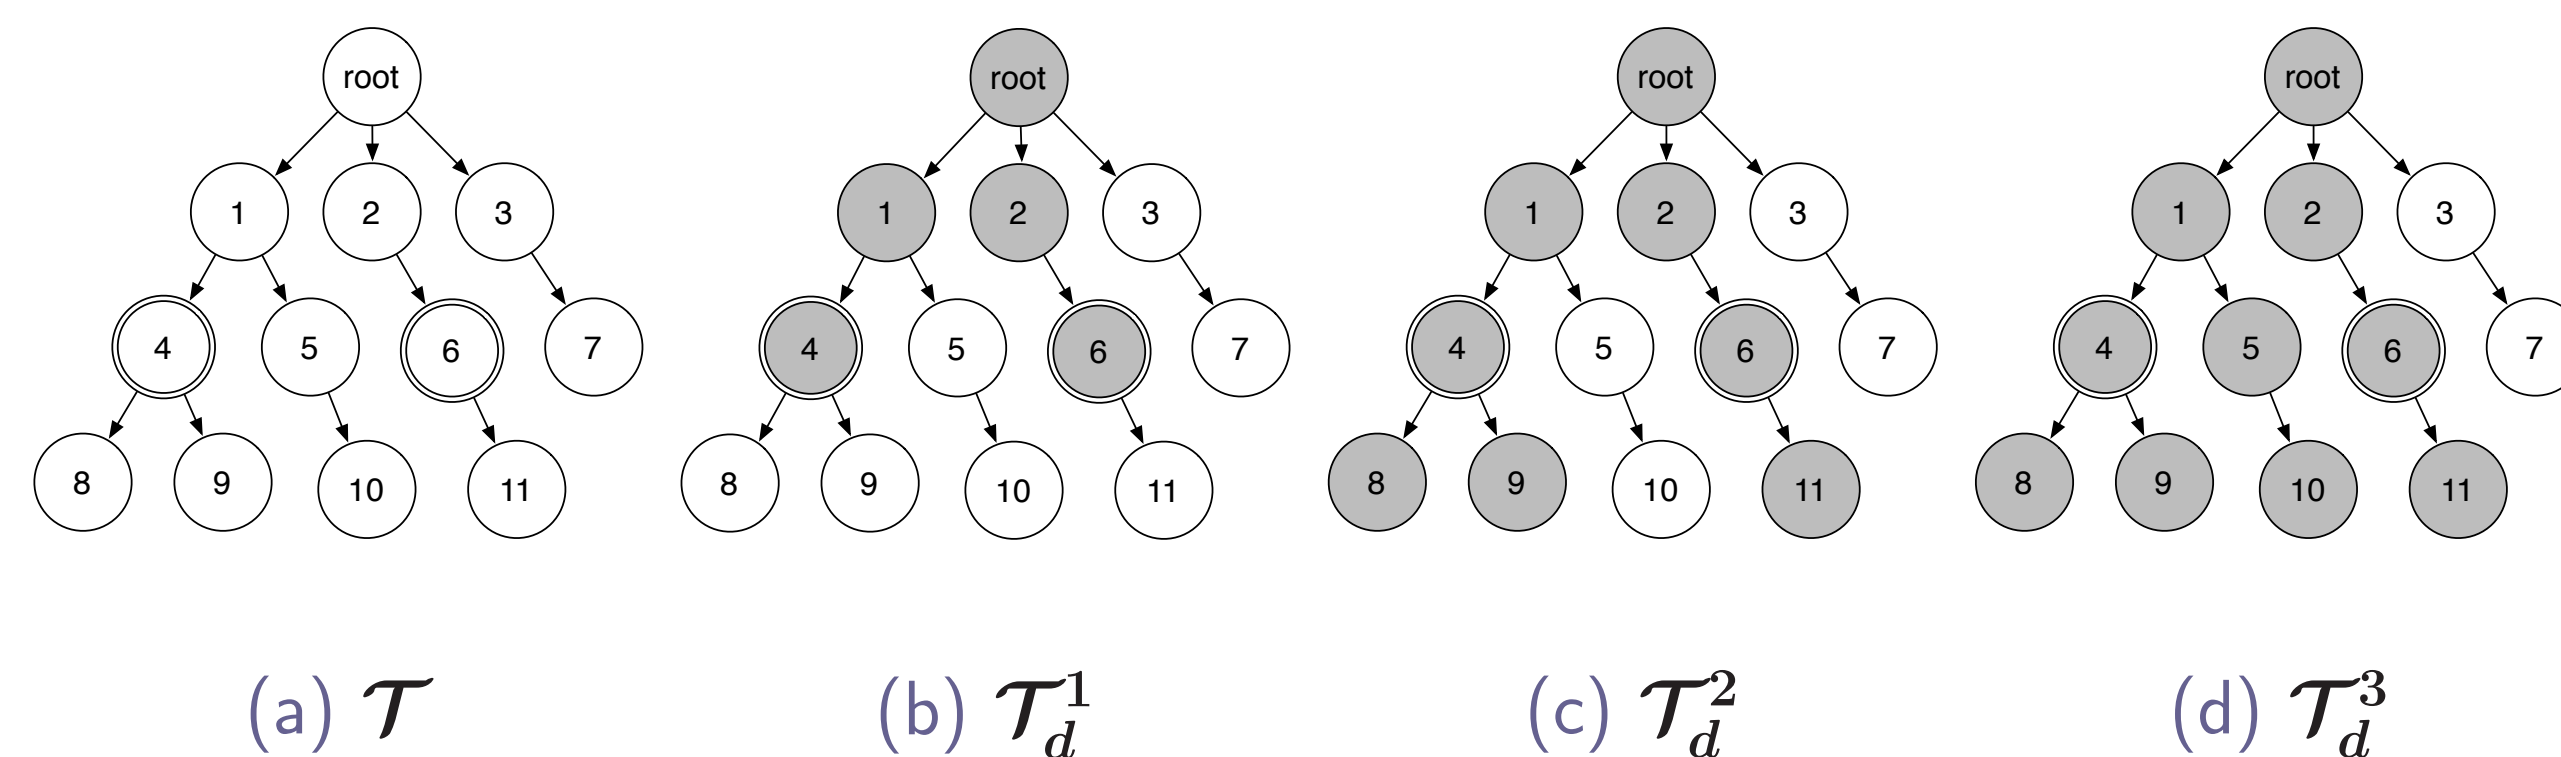 root root root root
1 2 3 1 2 3 1 2 3 1 2 3
4 5 6 7 4 5 6 7 4 5 6 7 4 5 6 7
8 9 10 11 8 9 10 11 8 9 10 11 8 9 10 11
(a) 𝒯 (b) 𝒯_d^1 (c) 𝒯_d^2 (d) 𝒯_d^3